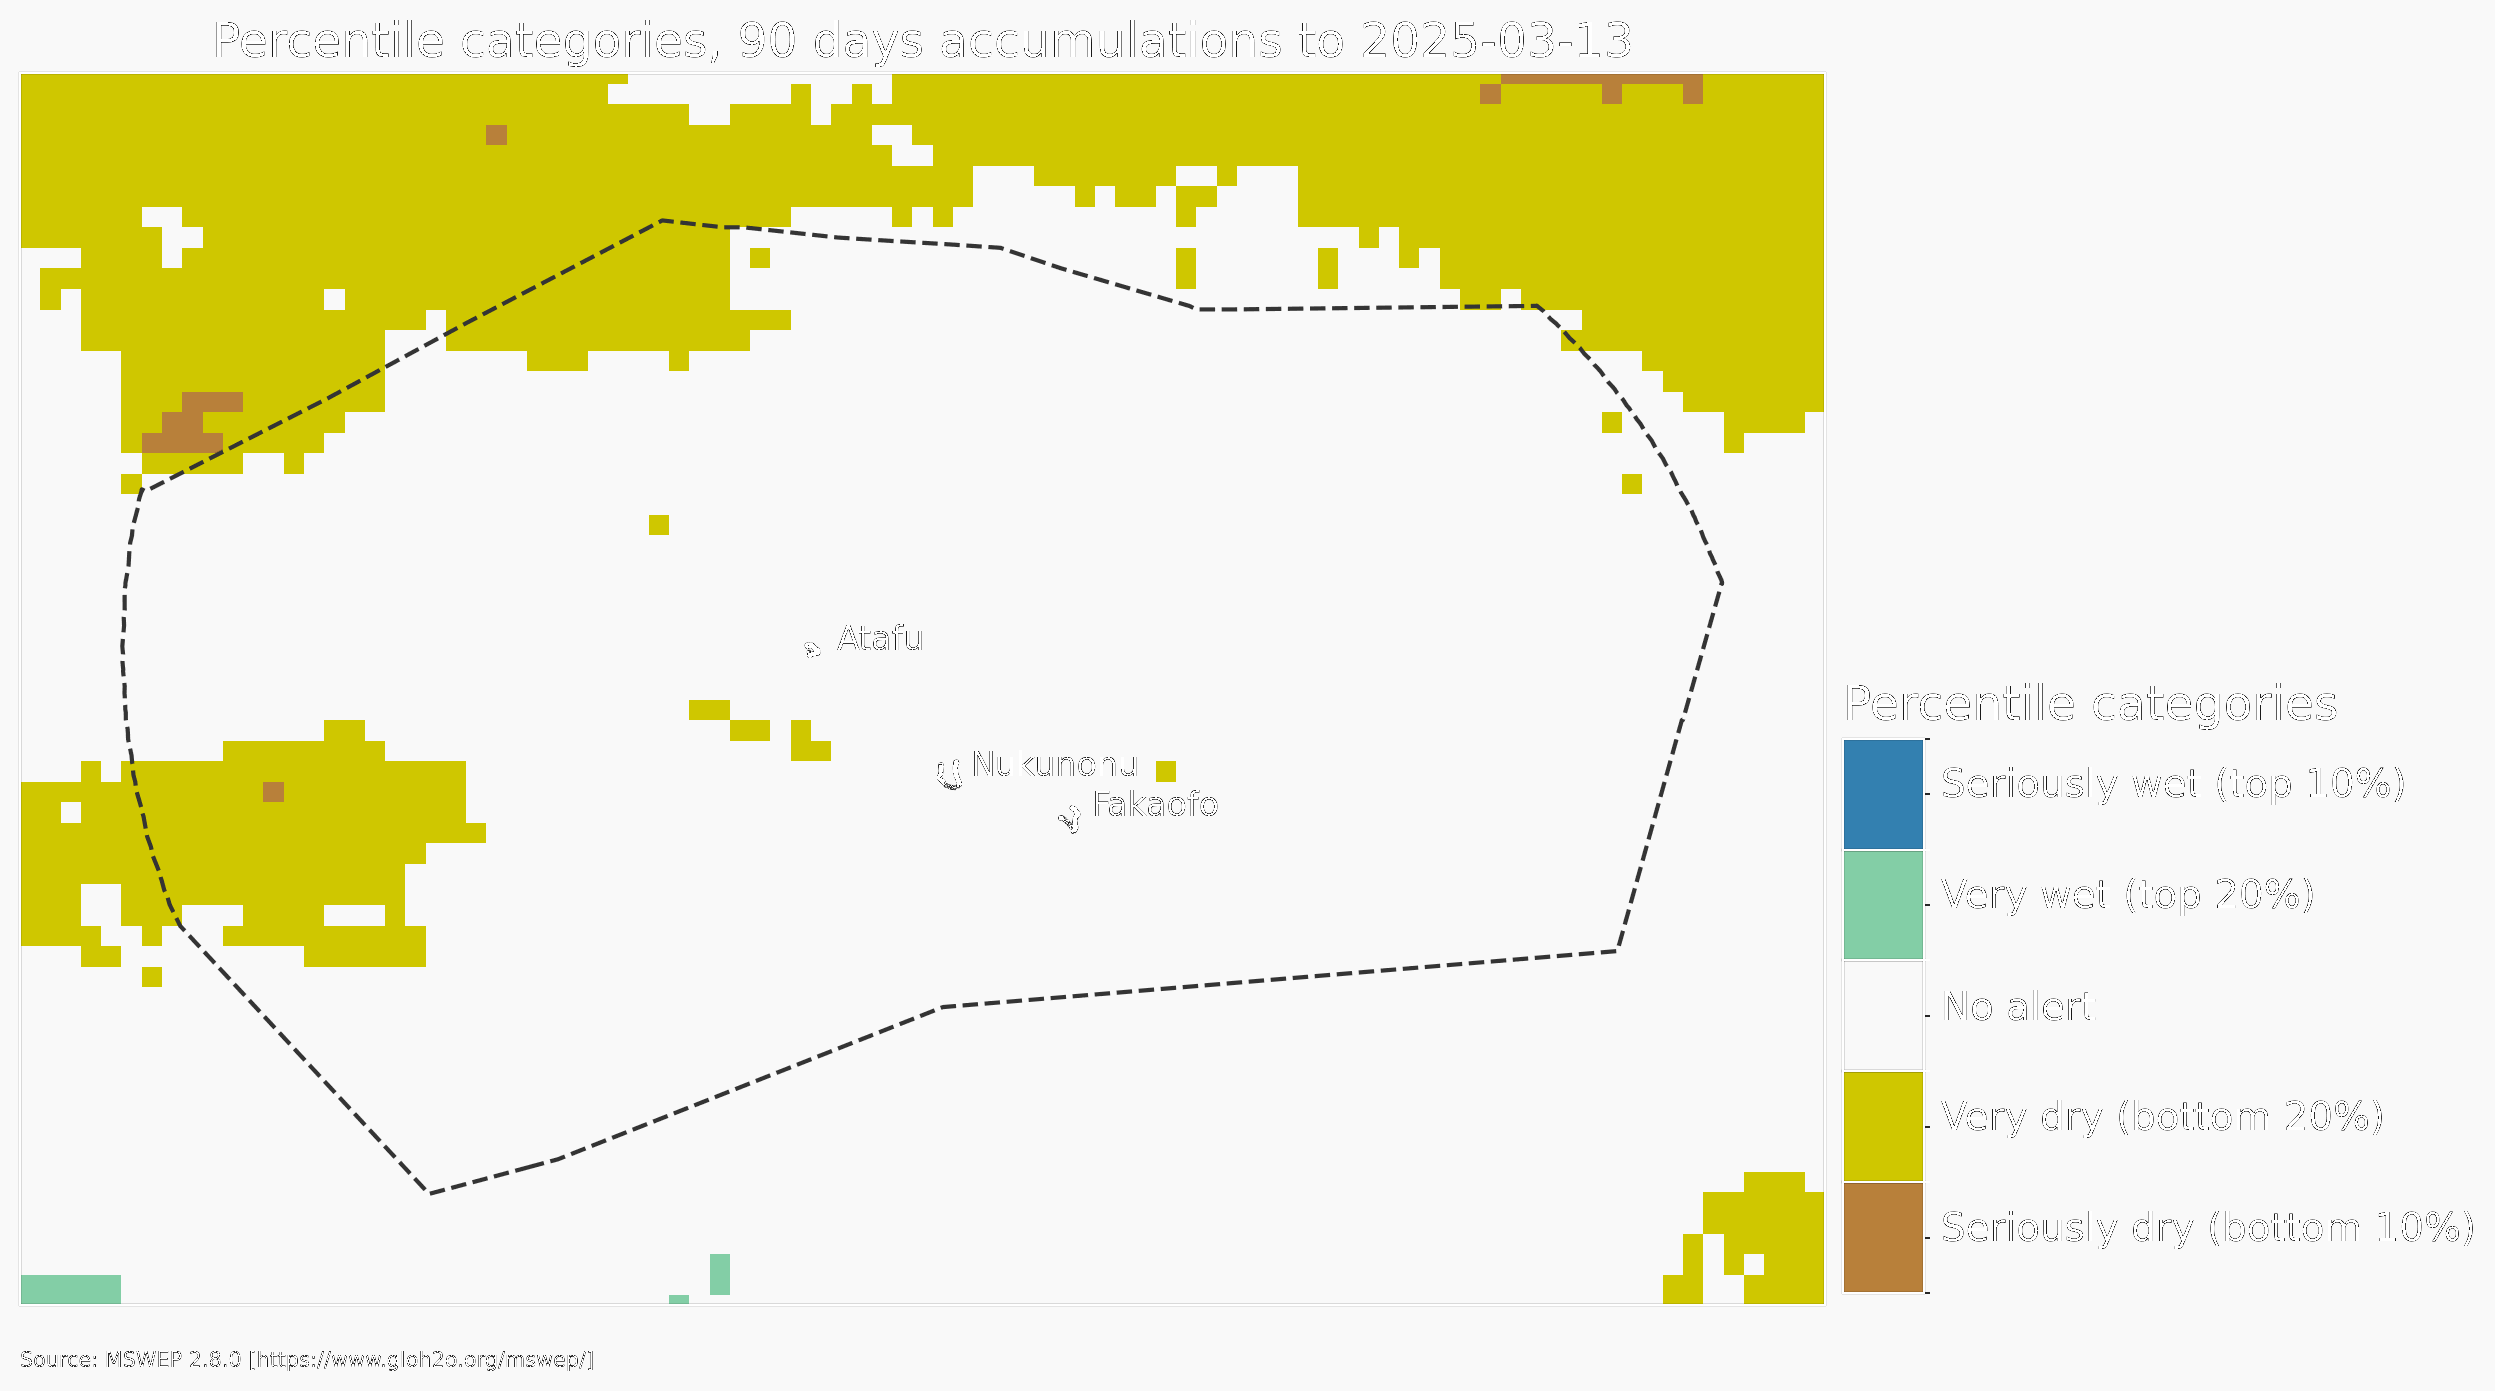 Percentile categories, 90 days accumulations to 2025-03-13
Atafu
Nukunonu
Fakaofo
Percentile categories
Seriously wet (top 10%)
Very wet (top 20%)
No alert
Very dry (bottom 20%)
Seriously dry (bottom 10%)
Source: MSWEP 2.8.0 [https://www.gloh2o.org/mswep/]